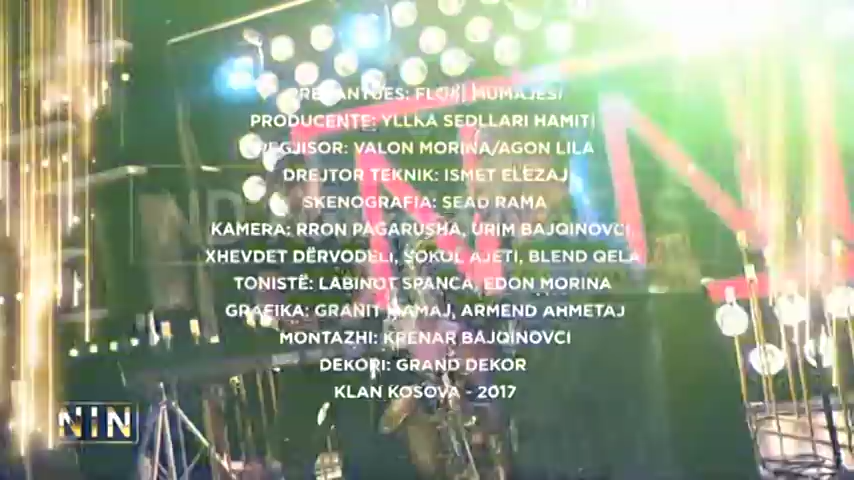 PREZANTUES: FLORI MUMAJESI
PRODUCENTE: YLLKA SEDLLARI HAMITI
REGJISOR: VALON MORINA/AGON LILA
DREJTOR TEKNIK: ISMET ELEZAJ
SKENOGRAFIA: SEAD RAMA
KAMERA: RRON PAGARUSHA, URIM BAJQINOVCI
XHEVDET DËRVODELI, SOKOL AJETI, BLEND QELA
TONISTË: LABINOT SPANCA, EDON MORINA
GRAFIKA: GRANIT MAMAJ, ARMEND AHMETAJ
MONTAZHI: KRENAR BAJQINOVCI
DEKORI: GRAND DEKOR
KLAN KOSOVA - 2017
NIN